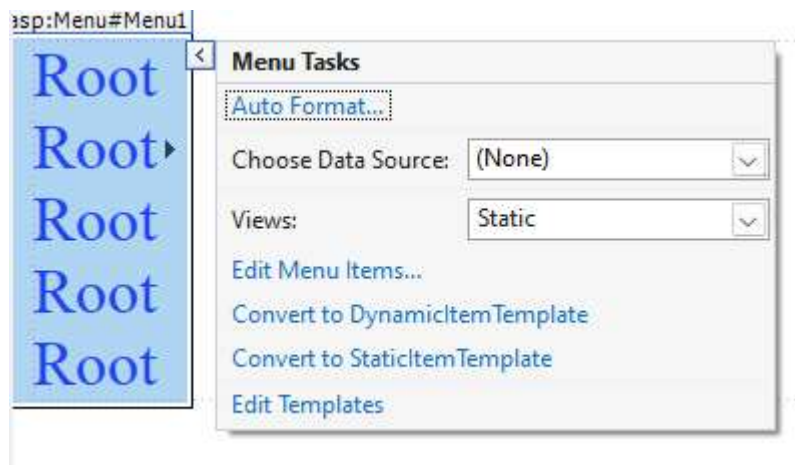 asp:Menu#Menu1
Root
Root
Root
Root
Root
Menu Tasks
Auto Format...
Choose Data Source: (None)
Views: Static
Edit Menu Items...
Convert to DynamicItemTemplate
Convert to StaticItemTemplate
Edit Templates